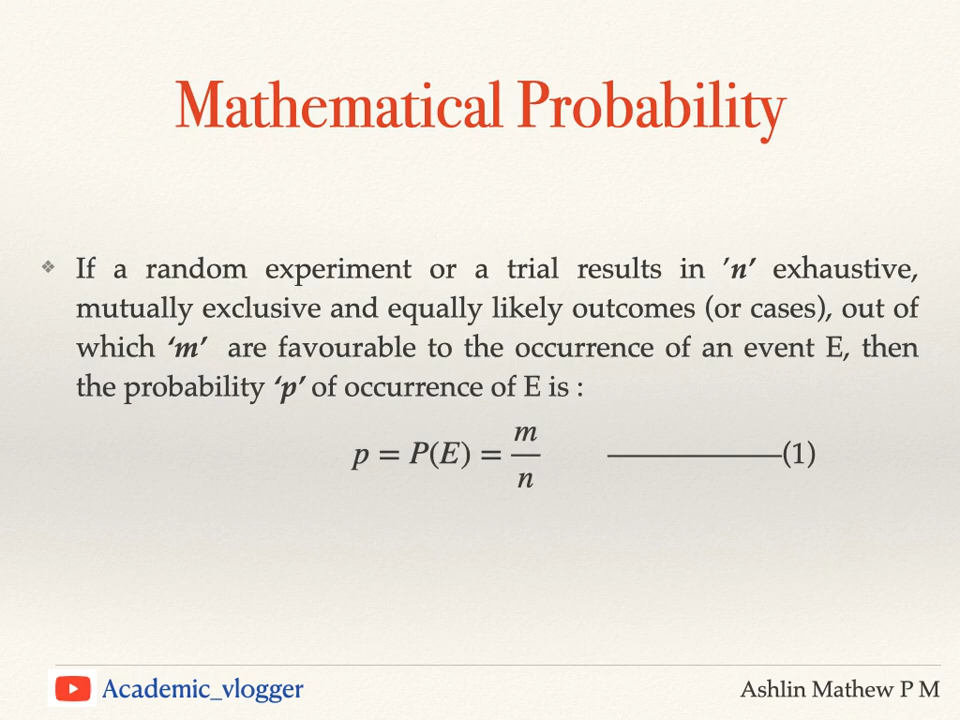 Mathematical Probability
❖ If a random experiment or a trial results in ’n’ exhaustive,
mutually exclusive and equally likely outcomes (or cases), out of
which ‘m’ are favourable to the occurrence of an event E, then
the probability ‘p’ of occurrence of E is :
p = P(E) = m/n ——————(1)
Academic_vlogger
Ashlin Mathew P M